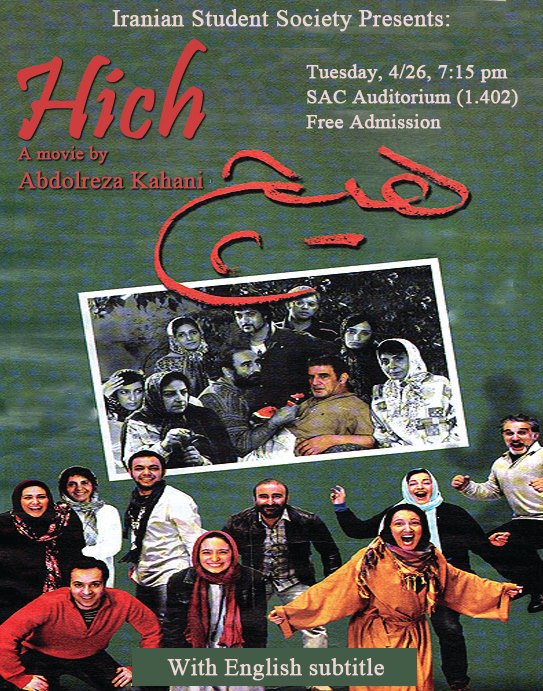 Iranian Student Society Presents:
Hich
Tuesday, 4/26, 7:15 pm
SAC Auditorium (1.402)
Free Admission
A movie by
Abdolreza Kahani
هیچ
With English subtitle